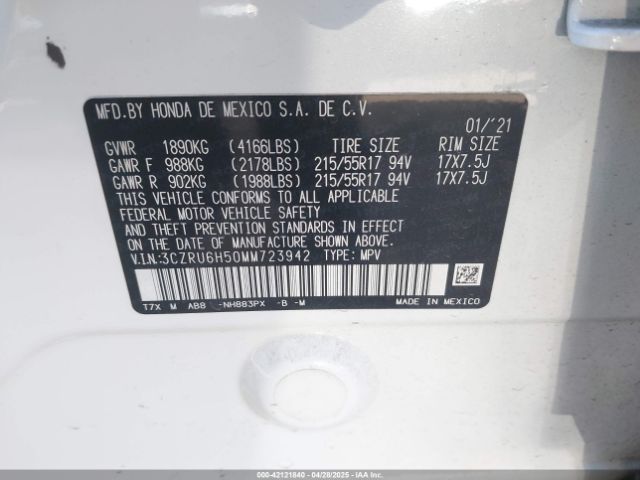 MFD.BY HONDA DE MEXICO S.A. DE C.V.
01/'21
GVWR 1890KG (4166LBS) TIRE SIZE RIM SIZE
GAWR F 988KG (2178LBS) 215/55R17 94V 17X7.5J
GAWR R 902KG (1988LBS) 215/55R17 94V 17X7.5J
THIS VEHICLE CONFORMS TO ALL APPLICABLE
FEDERAL MOTOR VEHICLE SAFETY
AND THEFT PREVENTION STANDARDS IN EFFECT
ON THE DATE OF MANUFACTURE SHOWN ABOVE.
V.I.N:3CZRU6H50MM723942 TYPE: MPV
T7X M AB8 -NH883PX -B -M
MADE IN MEXICO
000-42121840 - 04/28/2025 - IAAI.COM